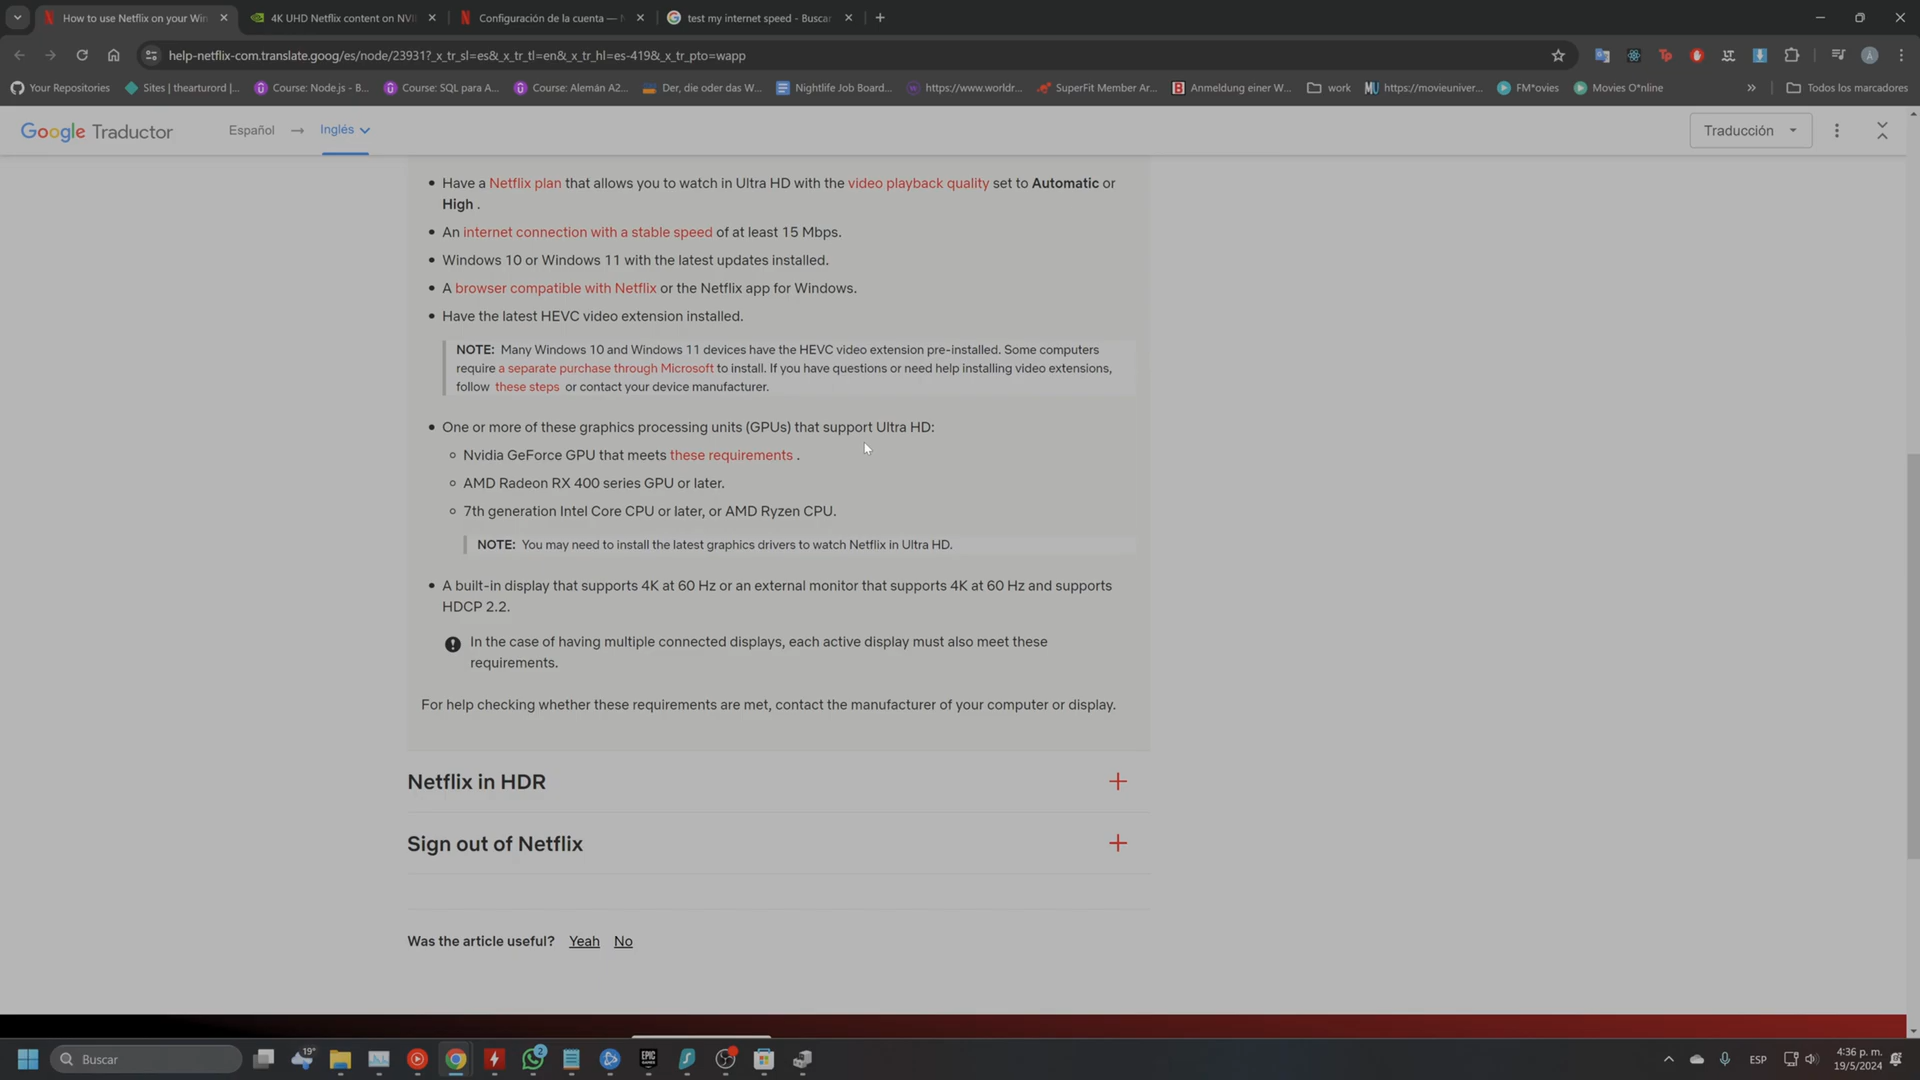 How to use Netflix on your Win
4K UHD Netflix content on NVI
Configuración de la cuenta — N
test my internet speed - Buscar
help-netflix-com.translate.goog/es/node/23931?_x_tr_sl=es&_x_tr_tl=en&_x_tr_hl=es-419&_x_tr_pto=wapp
Your Repositories
Sites | thearturord |...
Course: Node.js - B...
Course: SQL para A...
Course: Alemán A2...
Der, die oder das W...
Nightlife Job Board...
https://www.worldr...
SuperFit Member Ar...
Anmeldung einer W...
work
https://movieuniver...
FM*ovies
Movies O*nline
Todos los marcadores
Google Traductor
Español → Inglés
Traducción
Have a Netflix plan that allows you to watch in Ultra HD with the video playback quality set to Automatic or
High .
An internet connection with a stable speed of at least 15 Mbps.
Windows 10 or Windows 11 with the latest updates installed.
A browser compatible with Netflix or the Netflix app for Windows.
Have the latest HEVC video extension installed.
NOTE: Many Windows 10 and Windows 11 devices have the HEVC video extension pre-installed. Some computers
require a separate purchase through Microsoft to install. If you have questions or need help installing video extensions,
follow these steps or contact your device manufacturer.
One or more of these graphics processing units (GPUs) that support Ultra HD:
Nvidia GeForce GPU that meets these requirements .
AMD Radeon RX 400 series GPU or later.
7th generation Intel Core CPU or later, or AMD Ryzen CPU.
NOTE: You may need to install the latest graphics drivers to watch Netflix in Ultra HD.
A built-in display that supports 4K at 60 Hz or an external monitor that supports 4K at 60 Hz and supports
HDCP 2.2.
In the case of having multiple connected displays, each active display must also meet these
requirements.
For help checking whether these requirements are met, contact the manufacturer of your computer or display.
Netflix in HDR
Sign out of Netflix
Was the article useful? Yeah No
Buscar
19°
2
EPIC GAMES
ESP
4:36 p. m.
19/5/2024